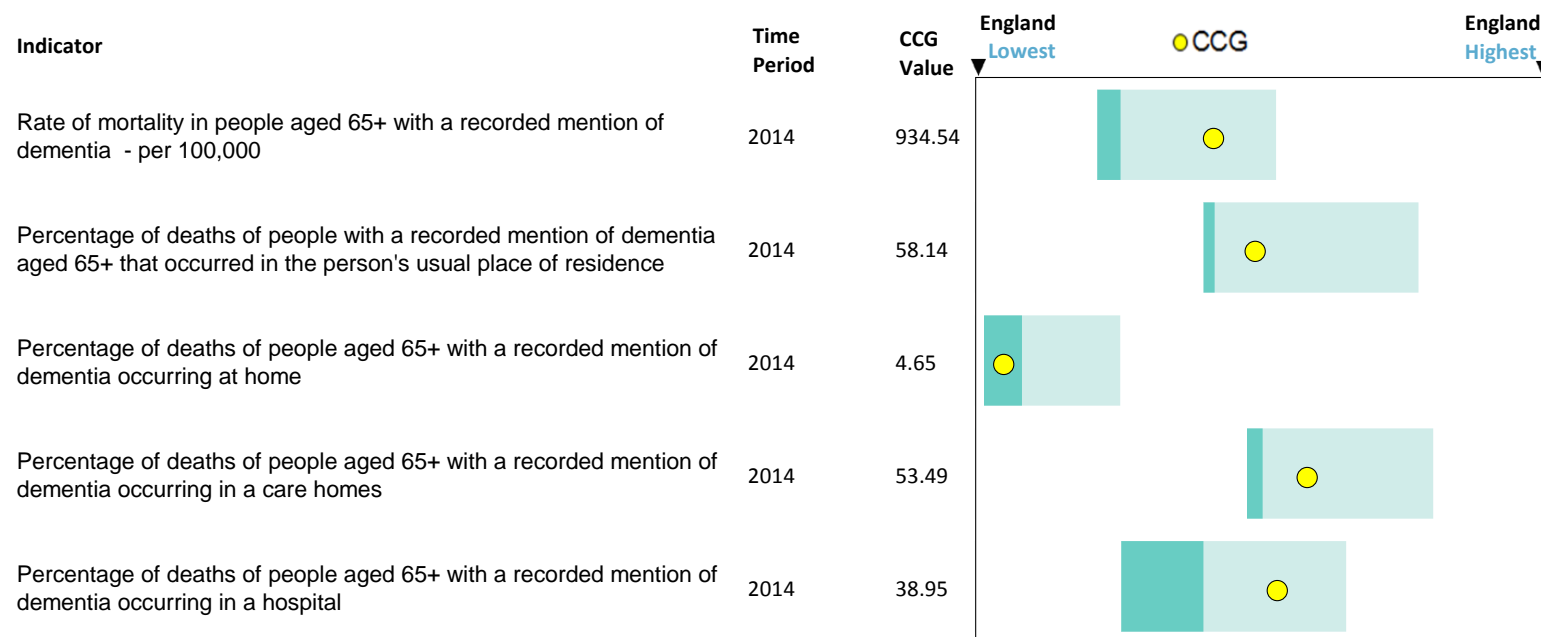 Indicator
Time Period
CCG Value
England Lowest
CCG
England Highest
Rate of mortality in people aged 65+ with a recorded mention of
dementia - per 100,000
2014
934.54
Percentage of deaths of people with a recorded mention of dementia
aged 65+ that occurred in the person's usual place of residence
2014
58.14
Percentage of deaths of people aged 65+ with a recorded mention of
dementia occurring at home
2014
4.65
Percentage of deaths of people aged 65+ with a recorded mention of
dementia occurring in a care homes
2014
53.49
Percentage of deaths of people aged 65+ with a recorded mention of
dementia occurring in a hospital
2014
38.95